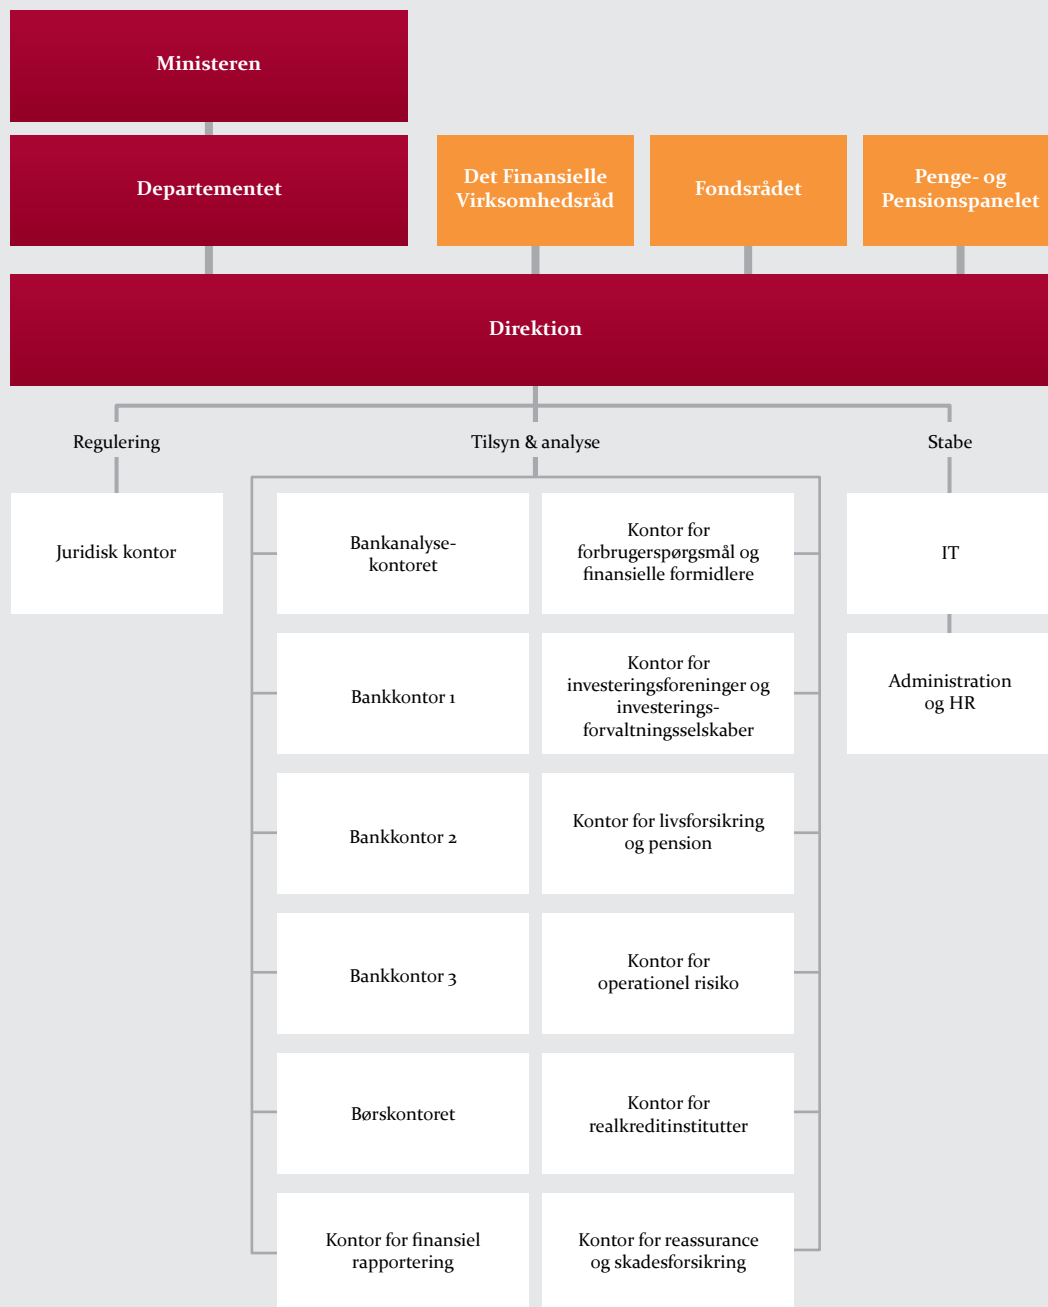 Ministeren
Departementet
Det Finansielle
Virksomhedsråd
Fondsrådet
Penge- og
Pensionspanelet
Direktion
Regulering
Tilsyn & analyse
Stabe
Juridisk kontor
Bankanalyse-
kontoret
Kontor for
forbrugerspørgsmål og
finansielle formidlere
IT
Bankkontor 1
Kontor for
investeringsforeninger og
investerings-
forvaltningsselskaber
Administration
og HR
Bankkontor 2
Kontor for livsforsikring
og pension
Bankkontor 3
Kontor for
operationel risiko
Børskontoret
Kontor for
realkreditinstitutter
Kontor for finansiel
rapportering
Kontor for reassurance
og skadesforsikring